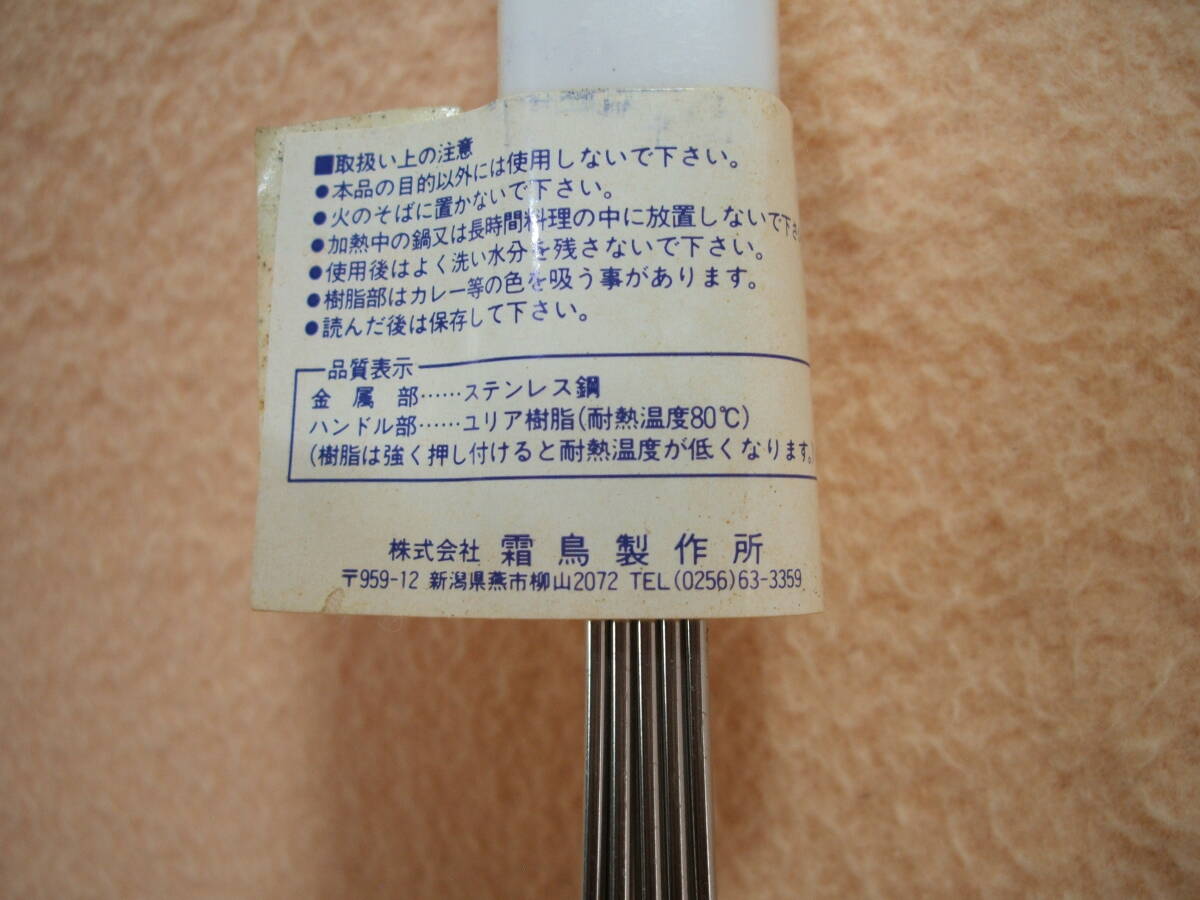 ■取扱い上の注意
●本品の目的以外には使用しないで下さい。
●火のそばに置かないで下さい。
●加熱中の鍋又は長時間料理の中に放置しないで下さ
●使用後はよく洗い水分を残さないで下さい。
●樹脂部はカレー等の色を吸う事があります。
●読んだ後は保存して下さい。
品質表示
金属部……ステンレス鋼
ハンドル部……ユリア樹脂(耐熱温度80℃)
(樹脂は強く押し付けると耐熱温度が低くなります。)
株式会社 霜鳥製作所
〒959-12 新潟県燕市柳山2072 TEL(0256)63-3359